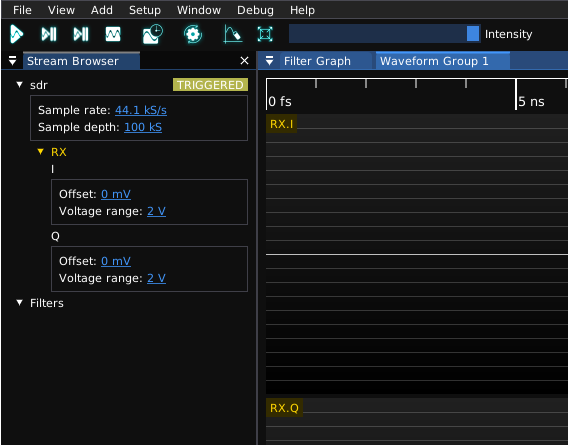 File View Add Setup Window Debug Help
Intensity
Stream Browser
Filter Graph Waveform Group 1
sdr TRIGGERED
Sample rate: 44.1 kS/s
Sample depth: 100 kS
RX
I
Offset: 0 mV
Voltage range: 2 V
Q
Offset: 0 mV
Voltage range: 2 V
Filters
0 fs 5 ns
RX.I
RX.Q